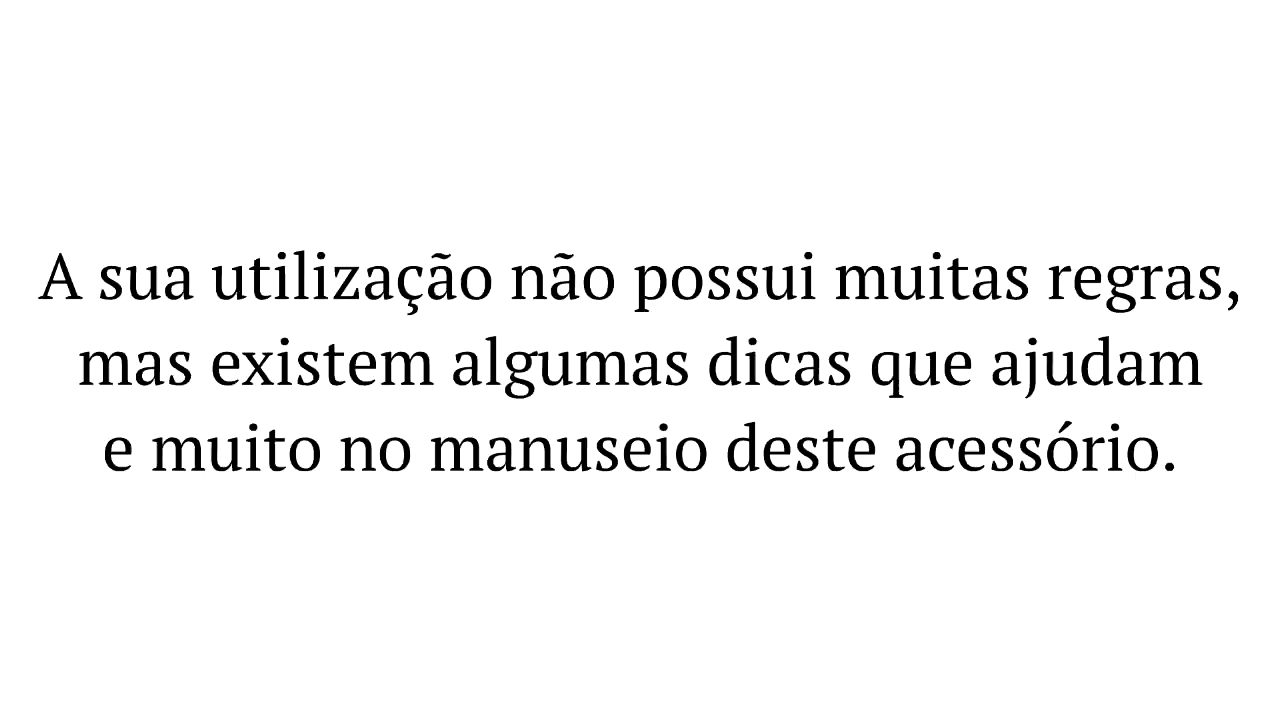 A sua utilização não possui muitas regras,
mas existem algumas dicas que ajudam
e muito no manuseio deste acessório.